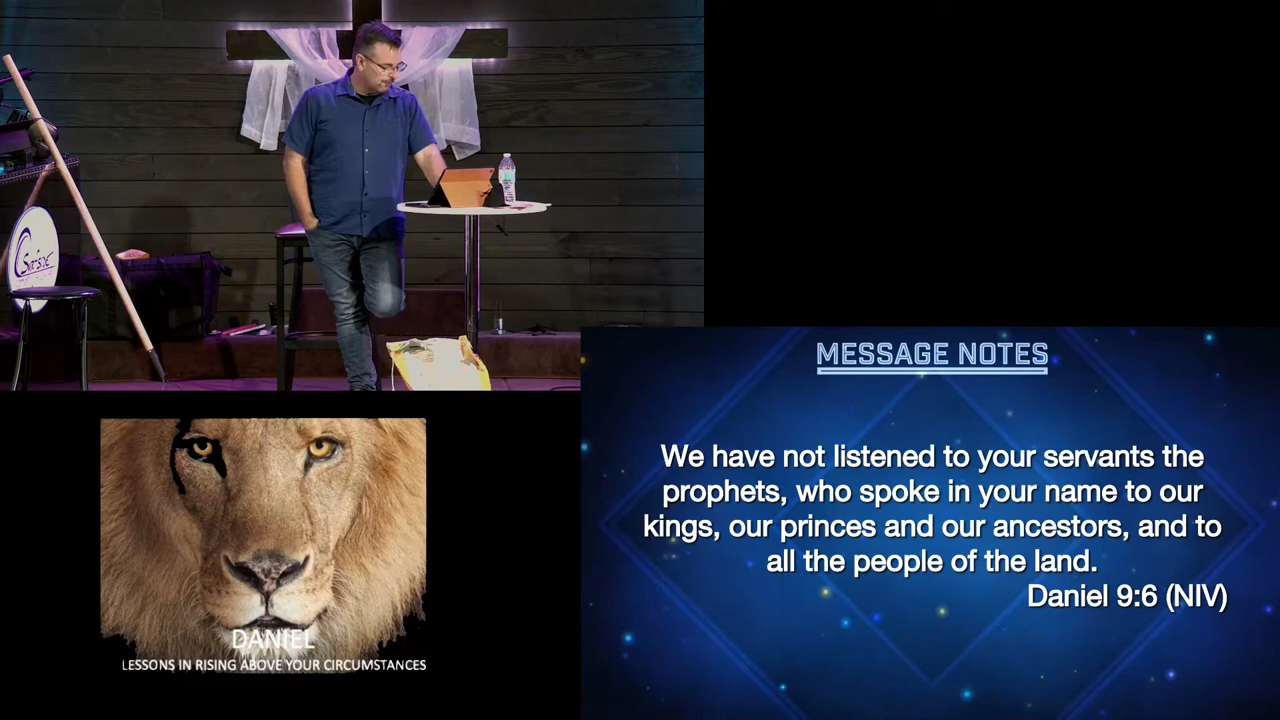 SURFSIDE
MESSAGE NOTES
We have not listened to your servants the
prophets, who spoke in your name to our
kings, our princes and our ancestors, and to
all the people of the land.
Daniel 9:6 (NIV)
DANIEL
LESSONS IN RISING ABOVE YOUR CIRCUMSTANCES